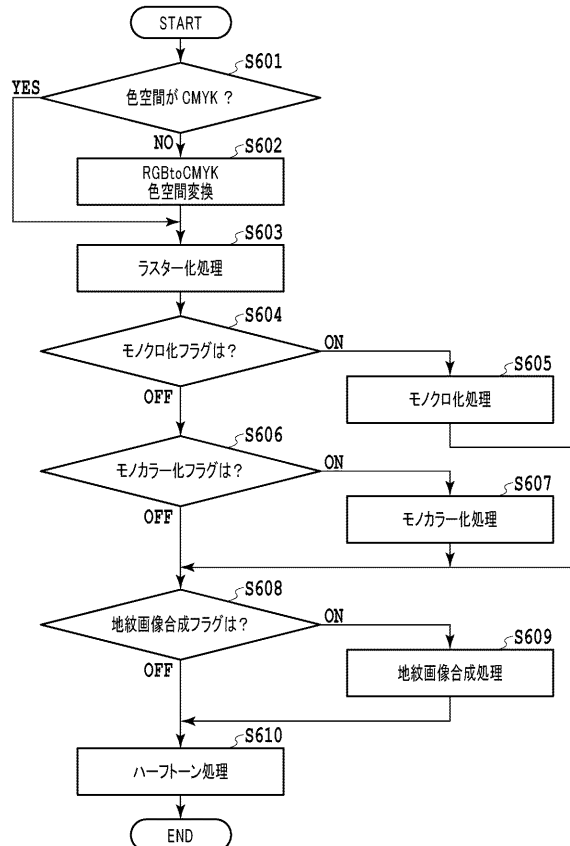 START
S601
YES
色空間が CMYK ?
NO
S602
RGBtoCMYK
色空間変換
S603
ラスター化処理
S604
モノクロ化フラグは?
ON
OFF
S605
モノクロ化処理
S606
モノカラー化フラグは?
ON
OFF
S607
モノカラー化処理
S608
地紋画像合成フラグは?
ON
OFF
S609
地紋画像合成処理
S610
ハーフトーン処理
END